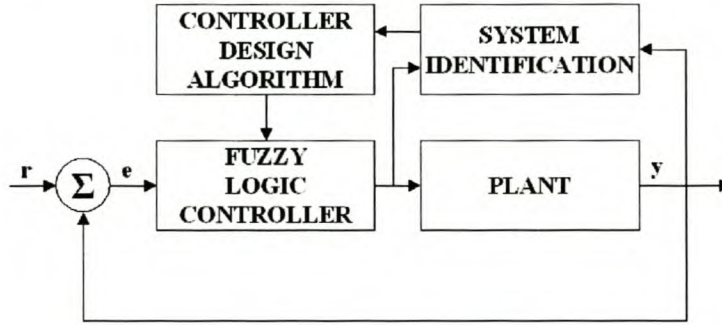 CONTROLLER
DESIGN
ALGORITHM
SYSTEM
IDENTIFICATION
r
Σ
e
FUZZY
LOGIC
CONTROLLER
PLANT
y